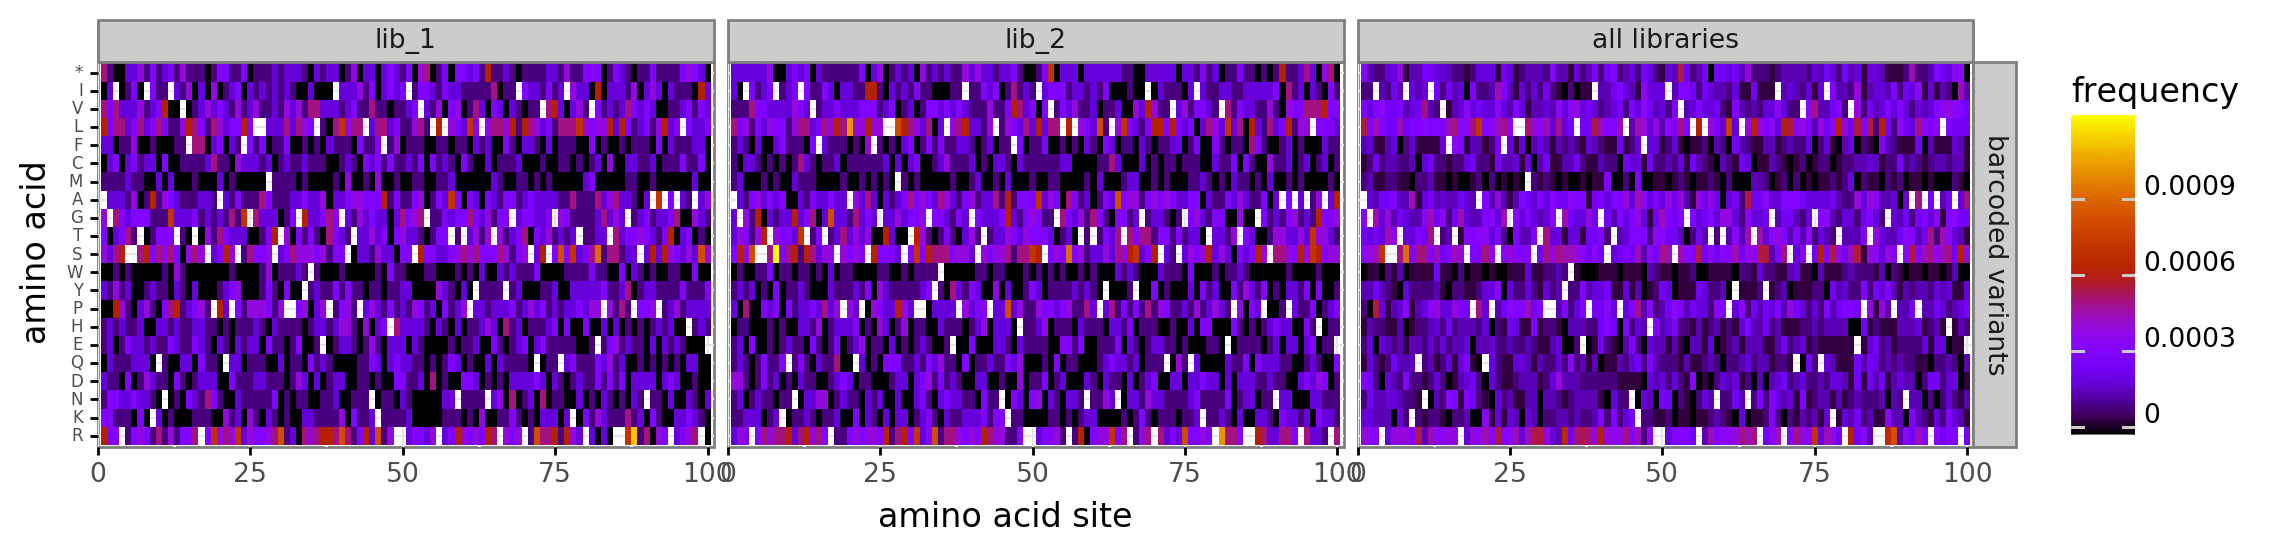 lib_1 lib_2 all libraries
frequency
0.0009
0.0006
0.0003
0
barcoded variants
amino acid
*
I
V
L
F
C
M
A
G
T
S
W
Y
P
H
E
Q
D
N
K
R
0 25 50 75 100 0 25 50 75 100 0 25 50 75 100
amino acid site